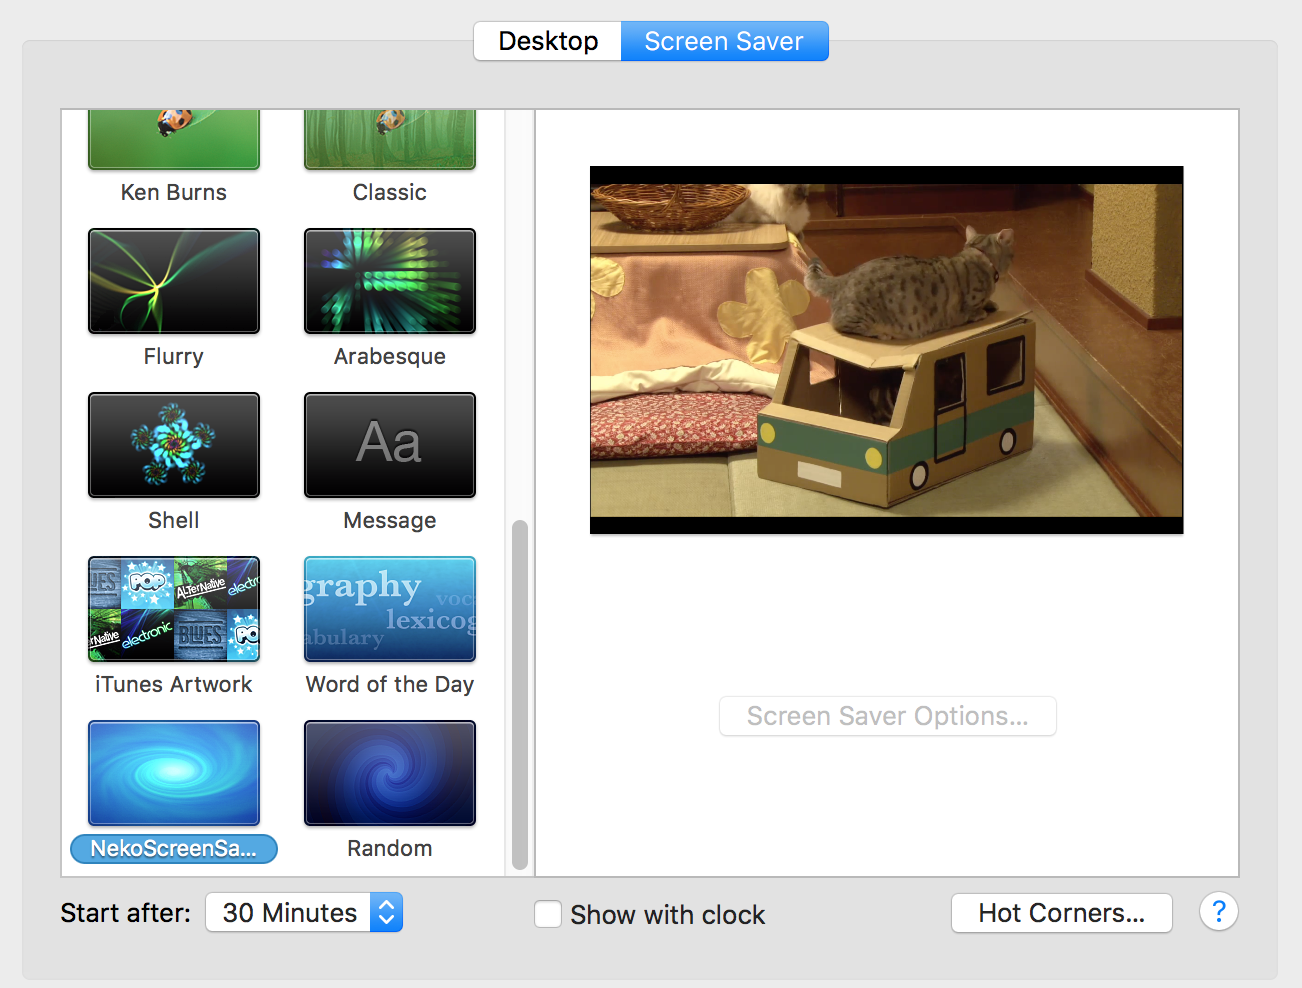 Desktop
Screen Saver
Ken Burns
Classic
Flurry
Arabesque
Aa
Shell
Message
POP
ALTerNative
electro
rNative
electronic
BLUES
graphy
voc
lexicog
abulary
iTunes Artwork
Word of the Day
NekoScreenSa...
Random
Screen Saver Options...
Start after:
30 Minutes
Show with clock
Hot Corners...
?